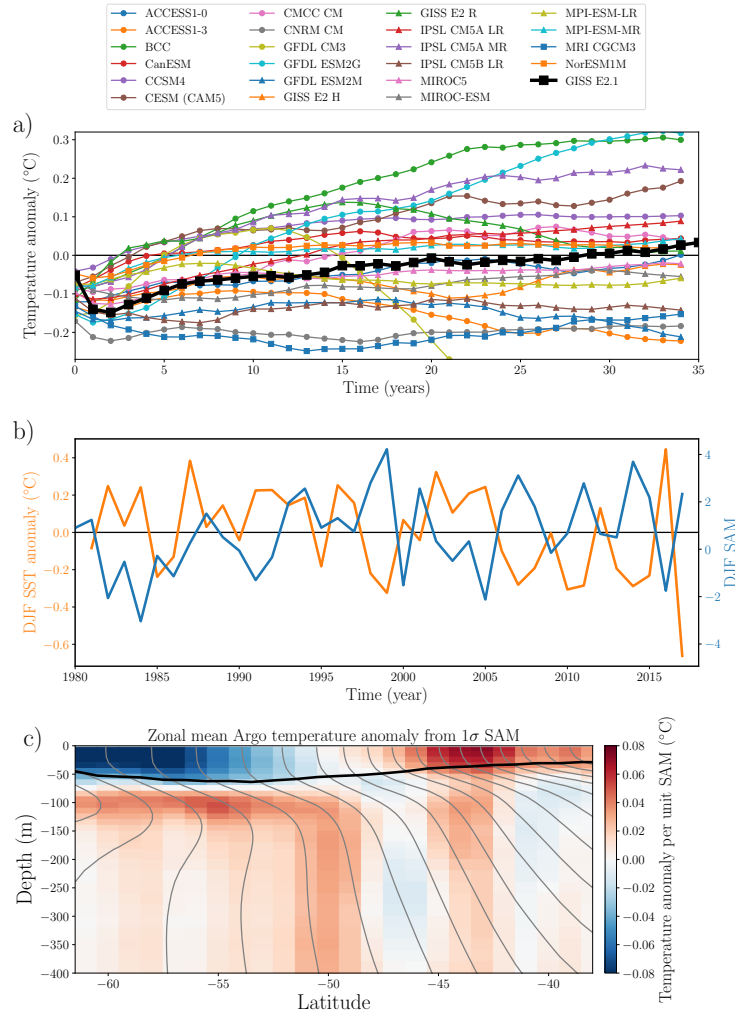 ACCESS1-0
ACCESS1-3
BCC
CanESM
CCSM4
CESM (CAM5)
CMCC CM
CNRM CM
GFDL CM3
GFDL ESM2G
GFDL ESM2M
GISS E2 H
GISS E2 R
IPSL CM5A LR
IPSL CM5A MR
IPSL CM5B LR
MIROC5
MIROC-ESM
MPI-ESM-LR
MPI-ESM-MR
MRI CGCM3
NorESM1M
GISS E2.1
a)
Temperature anomaly (°C)
0.3
0.2
0.1
0.0
−0.1
−0.2
0 5 10 15 20 25 30 35
Time (years)
b)
DJF SST anomaly (°C)
0.4
0.2
0.0
−0.2
−0.4
−0.6
DJF SAM
4
2
0
−2
−4
1980 1985 1990 1995 2000 2005 2010 2015
Time (year)
c)
Zonal mean Argo temperature anomaly from 1σ SAM
Depth (m)
0
−50
−100
−150
−200
−250
−300
−350
−400
−60 −55 −50 −45 −40
Latitude
0.08
0.06
0.04
0.02
0.00
−0.02
−0.04
−0.06
−0.08
Temperature anomaly per unit SAM (°C)